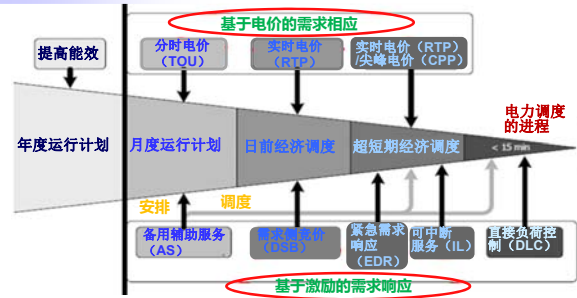 基于电价的需求相应
提高能效
分时电价
(TOU)
实时电价
(RTP)
实时电价(RTP)
/尖峰电价(CPP)
电力调度
的进程
年度运行计划
月度运行计划
日前经济调度
超短期经济调度
< 15 min
安排
调度
备用辅助服务
(AS)
需求侧竞价
(DSB)
紧急需求
响应
(EDR)
可中断
服务(IL)
直接负荷控
制(DLC)
基于激励的需求响应